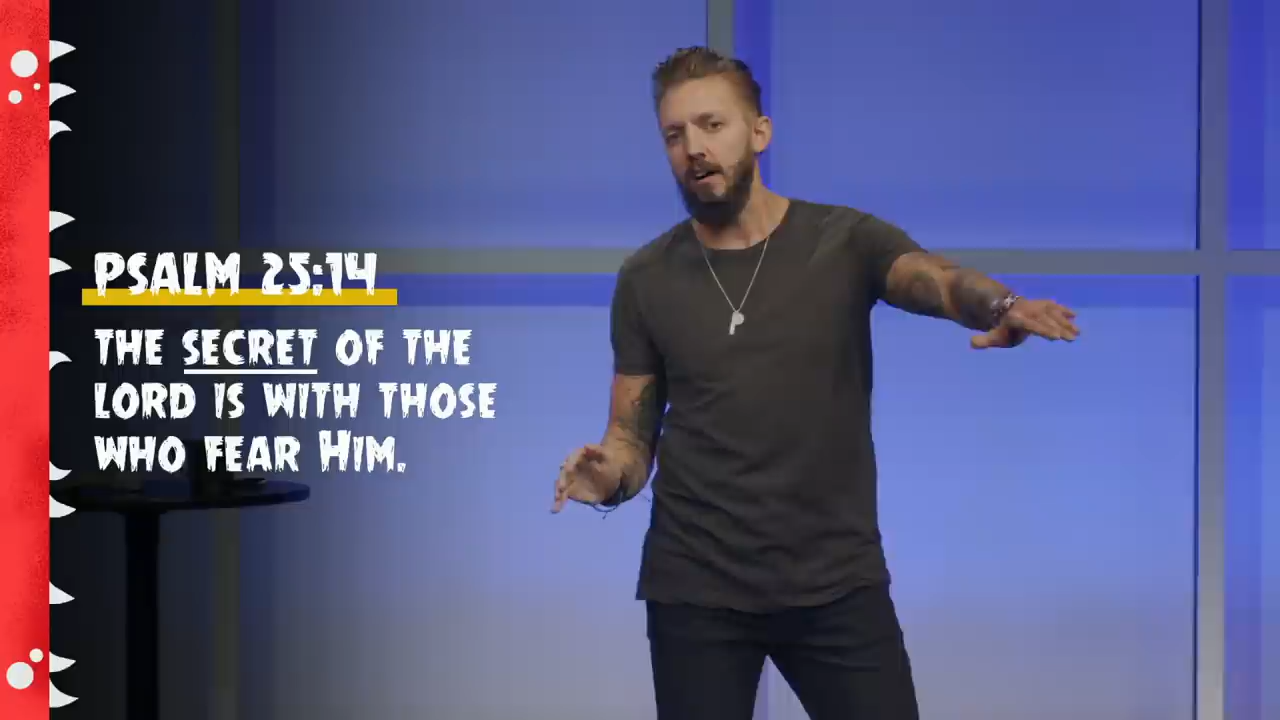 PSALM 25:14
THE SECRET OF THE
LORD IS WITH THOSE
WHO FEAR HIM.